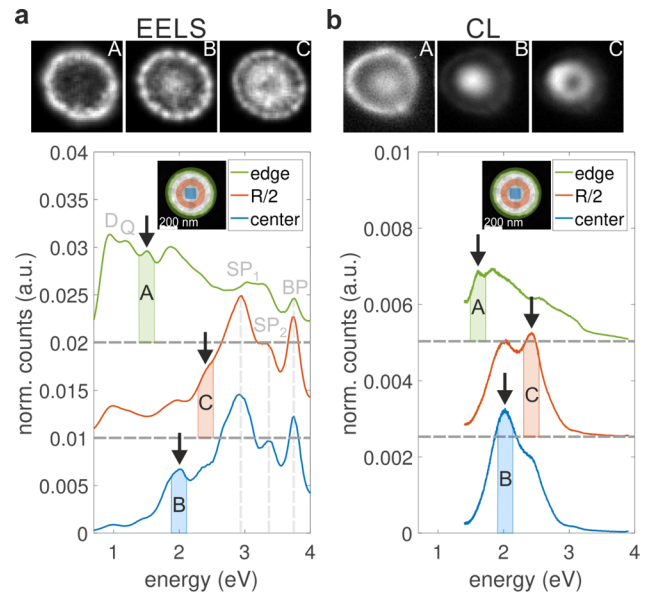 a EELS
A B C
0.04
0.035
0.03
0.025
0.02
0.015
0.01
0.005
0
norm. counts (a.u.)
200 nm
edge
R/2
center
D
Q
SP1
SP2
BP
A
C
B
1 2 3 4
energy (eV)
b CL
A B C
0.01
0.008
0.006
0.004
0.002
0
norm. counts (a.u.)
200 nm
edge
R/2
center
A
C
B
1 2 3 4
energy (eV)